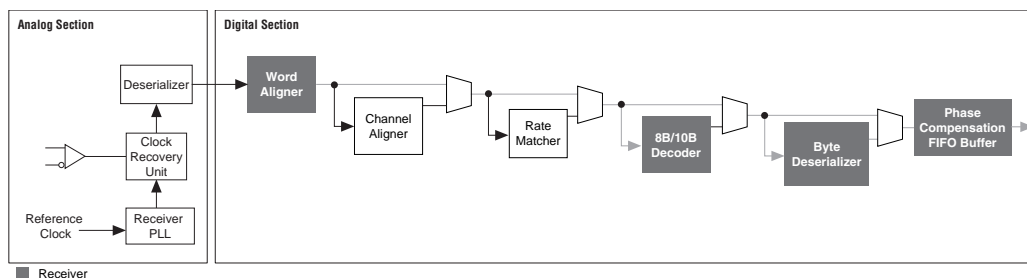 Analog Section
Digital Section
Deserializer
Word
Aligner
Channel
Aligner
Rate
Matcher
8B/10B
Decoder
Byte
Deserializer
Phase
Compensation
FIFO Buffer
Clock
Recovery
Unit
Reference
Clock
Receiver
PLL
Receiver